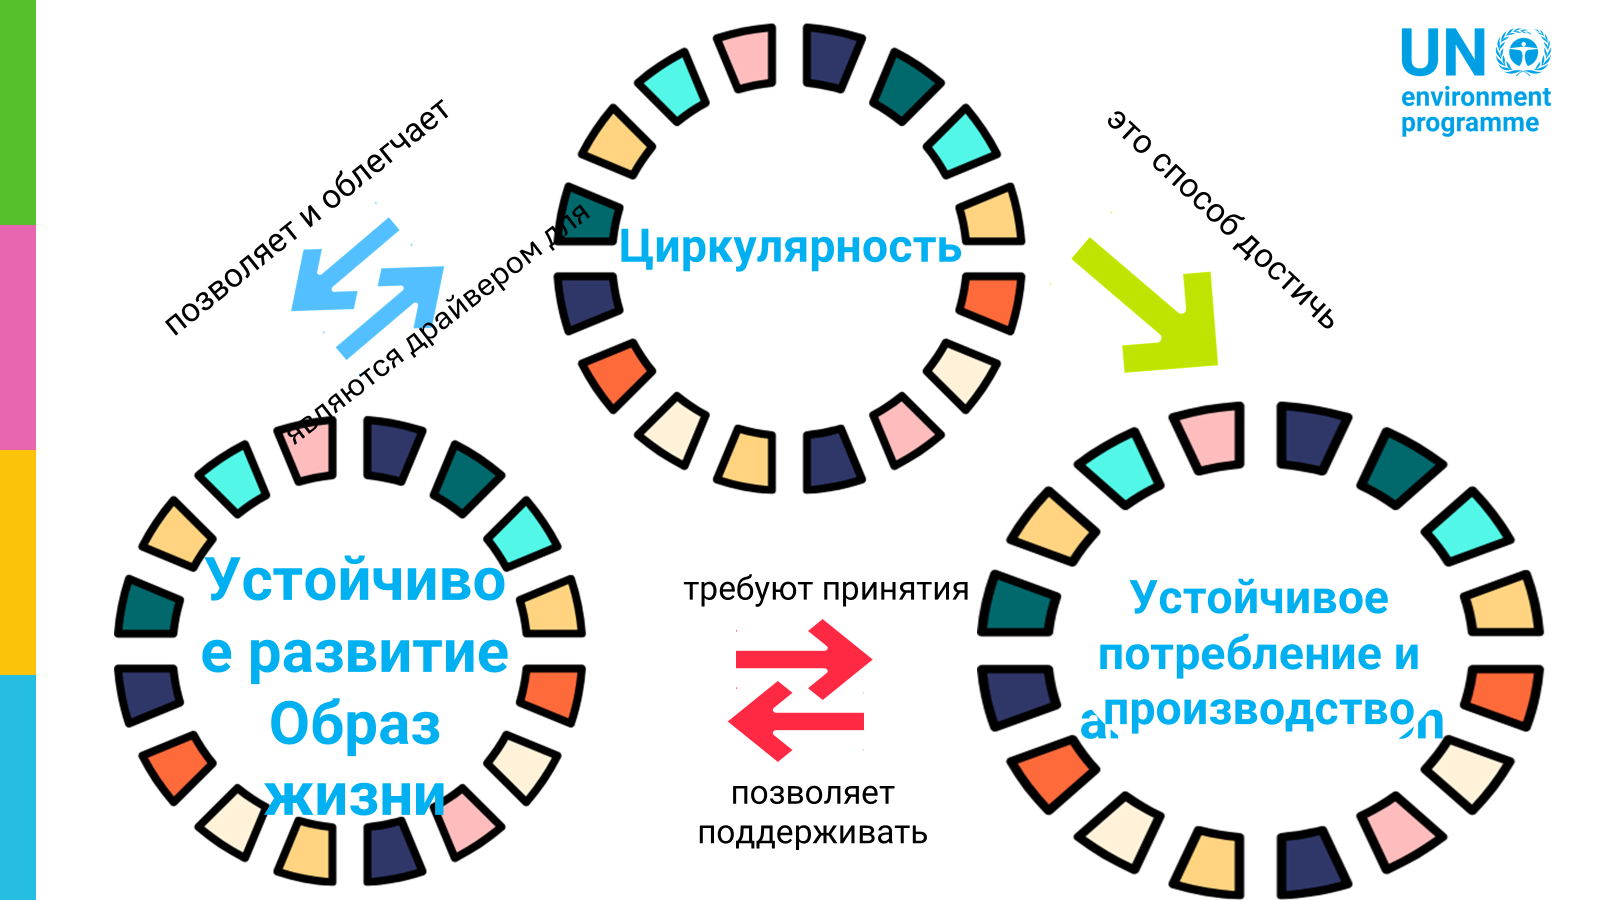 UN
environment
programme
позволяет и облегчает
являются драйвером для
Циркулярность
это способ достичь
Устойчиво
е развитие
Образ
жизни
требуют принятия
позволяет
поддерживать
Устойчивое
потребление и
производство